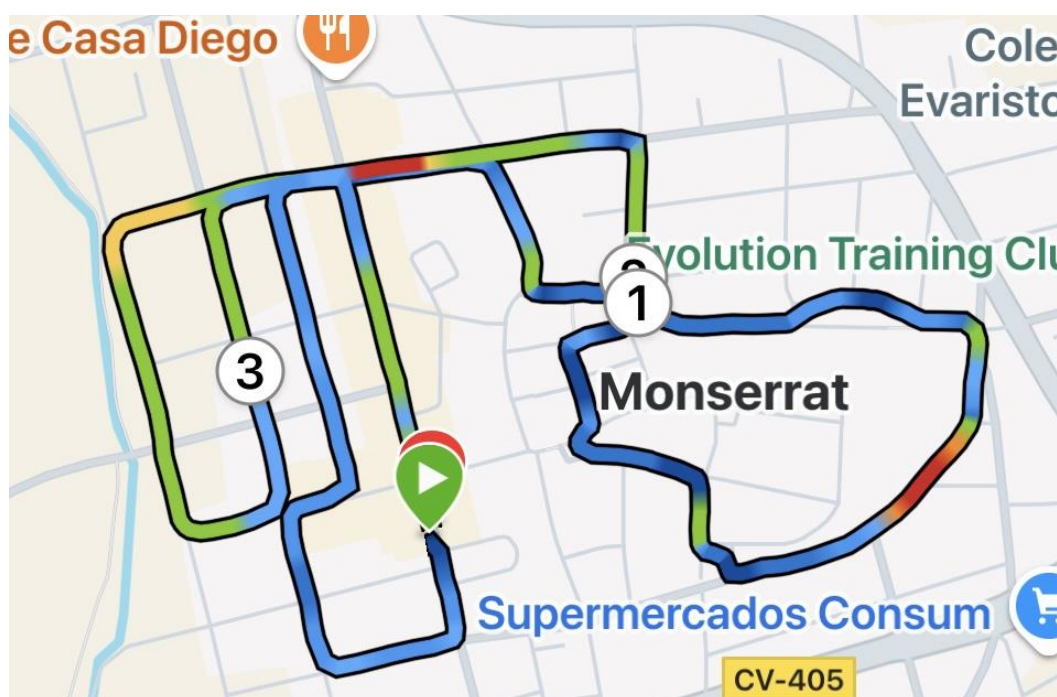 e Casa Diego
Cole
Evaristo
Evolution Training Clu
1
3
Monserrat
Supermercados Consum
CV-405